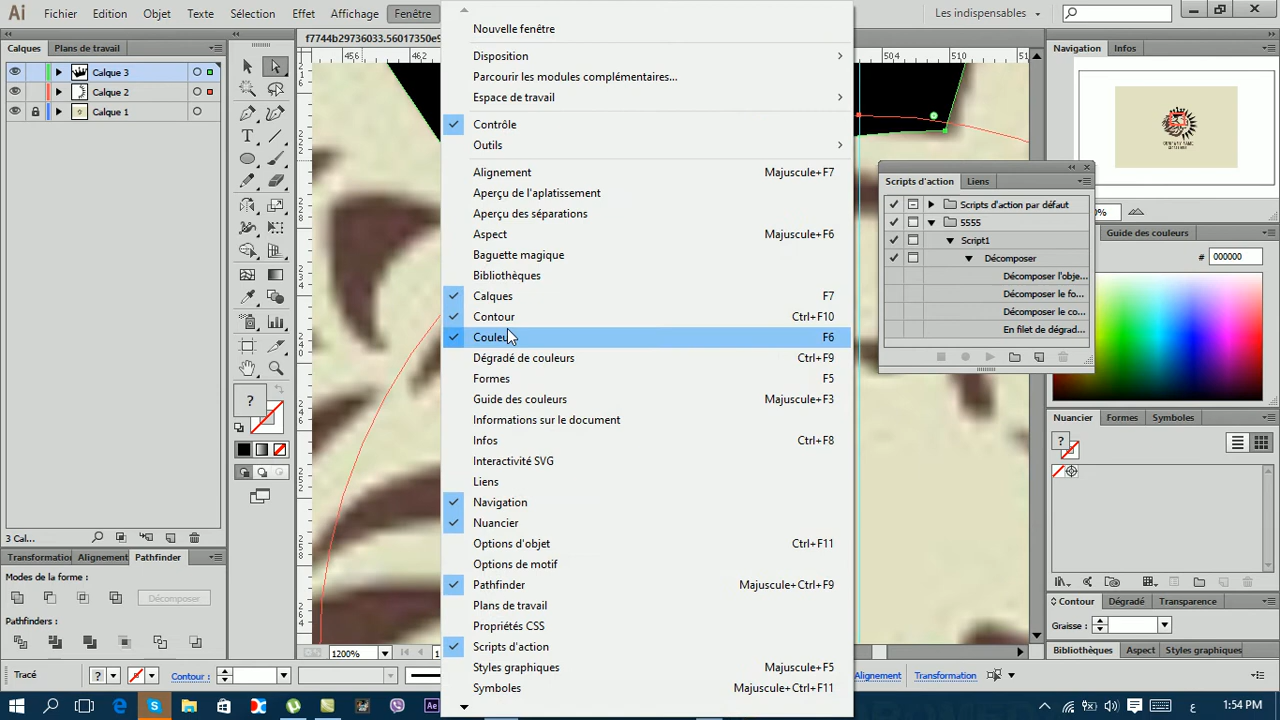 Ai
Fichier
Edition
Objet
Texte
Sélection
Effet
Affichage
Fenêtre
Les indispensables
Calques
Plans de travail
Calque 3
Calque 2
Calque 1
3 Cal...
Transformation
Alignement
Pathfinder
Modes de la forme :
Décomposer
Pathfinders :
Tracé
Contour :
f7744b29736033.56017350e9
456
462
504
510
1200%
Nouvelle fenêtre
Disposition
Parcourir les modules complémentaires...
Espace de travail
Contrôle
Outils
Alignement Majuscule+F7
Aperçu de l'aplatissement
Aperçu des séparations
Aspect Majuscule+F6
Baguette magique
Bibliothèques
Calques F7
Contour Ctrl+F10
Couleur F6
Dégradé de couleurs Ctrl+F9
Formes F5
Guide des couleurs Majuscule+F3
Informations sur le document
Infos Ctrl+F8
Interactivité SVG
Liens
Navigation
Nuancier
Options d'objet Ctrl+F11
Options de motif
Pathfinder Majuscule+Ctrl+F9
Plans de travail
Propriétés CSS
Scripts d'action
Styles graphiques Majuscule+F5
Symboles Majuscule+Ctrl+F11
Navigation
Infos
COMPANY NAME
Scripts d'action
Liens
Scripts d'action par défaut
5555
Script1
Décomposer
Décomposer l'obje...
Décomposer le fo...
Décomposer le co...
En filet de dégrad...
Guide des couleurs
# 000000
Nuancier
Formes
Symboles
Contour
Dégradé
Transparence
Graisse :
Bibliothèques
Aspect
Styles graphiques
Alignement
Transformation
1:54 PM